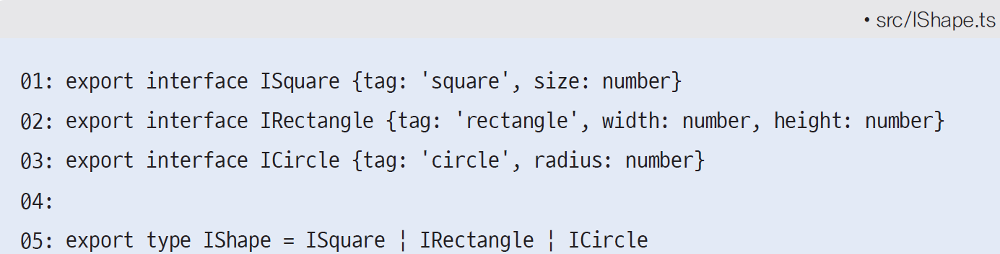 • src/IShape.ts
01: export interface ISquare {tag: 'square', size: number}
02: export interface IRectangle {tag: 'rectangle', width: number, height: number}
03: export interface ICircle {tag: 'circle', radius: number}
04:
05: export type IShape = ISquare ¦ IRectangle ¦ ICircle